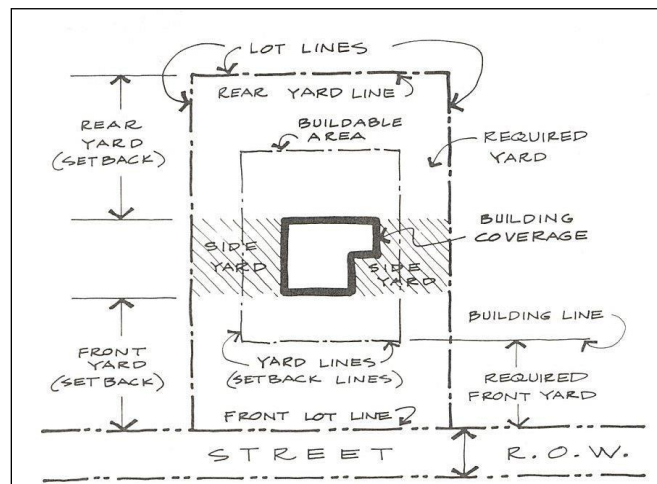 LOT LINES
REAR YARD LINE
BUILDABLE
AREA
REAR
YARD
(SETBACK)
REQUIRED
YARD
BUILDING
COVERAGE
SIDE
YARD
SIDE
YARD
BUILDING LINE
FRONT
YARD
(SETBACK)
YARD LINES
(SETBACK LINES)
REQUIRED
FRONT YARD
FRONT LOT LINE
STREET
R.O.W.